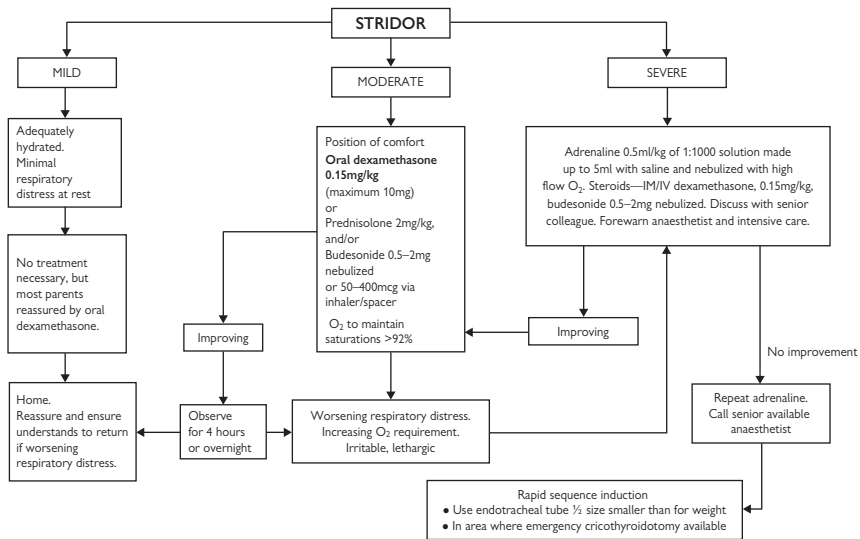 STRIDOR
MILD
MODERATE
SEVERE
Adequately
hydrated.
Minimal
respiratory
distress at rest
Position of comfort
Oral dexamethasone
0.15mg/kg
(maximum 10mg)
or
Prednisolone 2mg/kg,
and/or
Budesonide 0.5–2mg
nebulized
or 50–400mcg via
inhaler/spacer
O₂ to maintain
saturations >92%
Adrenaline 0.5ml/kg of 1:1000 solution made
up to 5ml with saline and nebulized with high
flow O₂. Steroids—IM/IV dexamethasone, 0.15mg/kg,
budesonide 0.5–2mg nebulized. Discuss with senior
colleague. Forewarn anaesthetist and intensive care.
No treatment
necessary, but
most parents
reassured by oral
dexamethasone.
Improving
Improving
No improvement
Home.
Reassure and ensure
understands to return
if worsening
respiratory distress.
Observe
for 4 hours
or overnight
Worsening respiratory distress.
Increasing O₂ requirement.
Irritable, lethargic
Repeat adrenaline.
Call senior available
anaesthetist
Rapid sequence induction
● Use endotracheal tube ½ size smaller than for weight
● In area where emergency cricothyroidotomy available